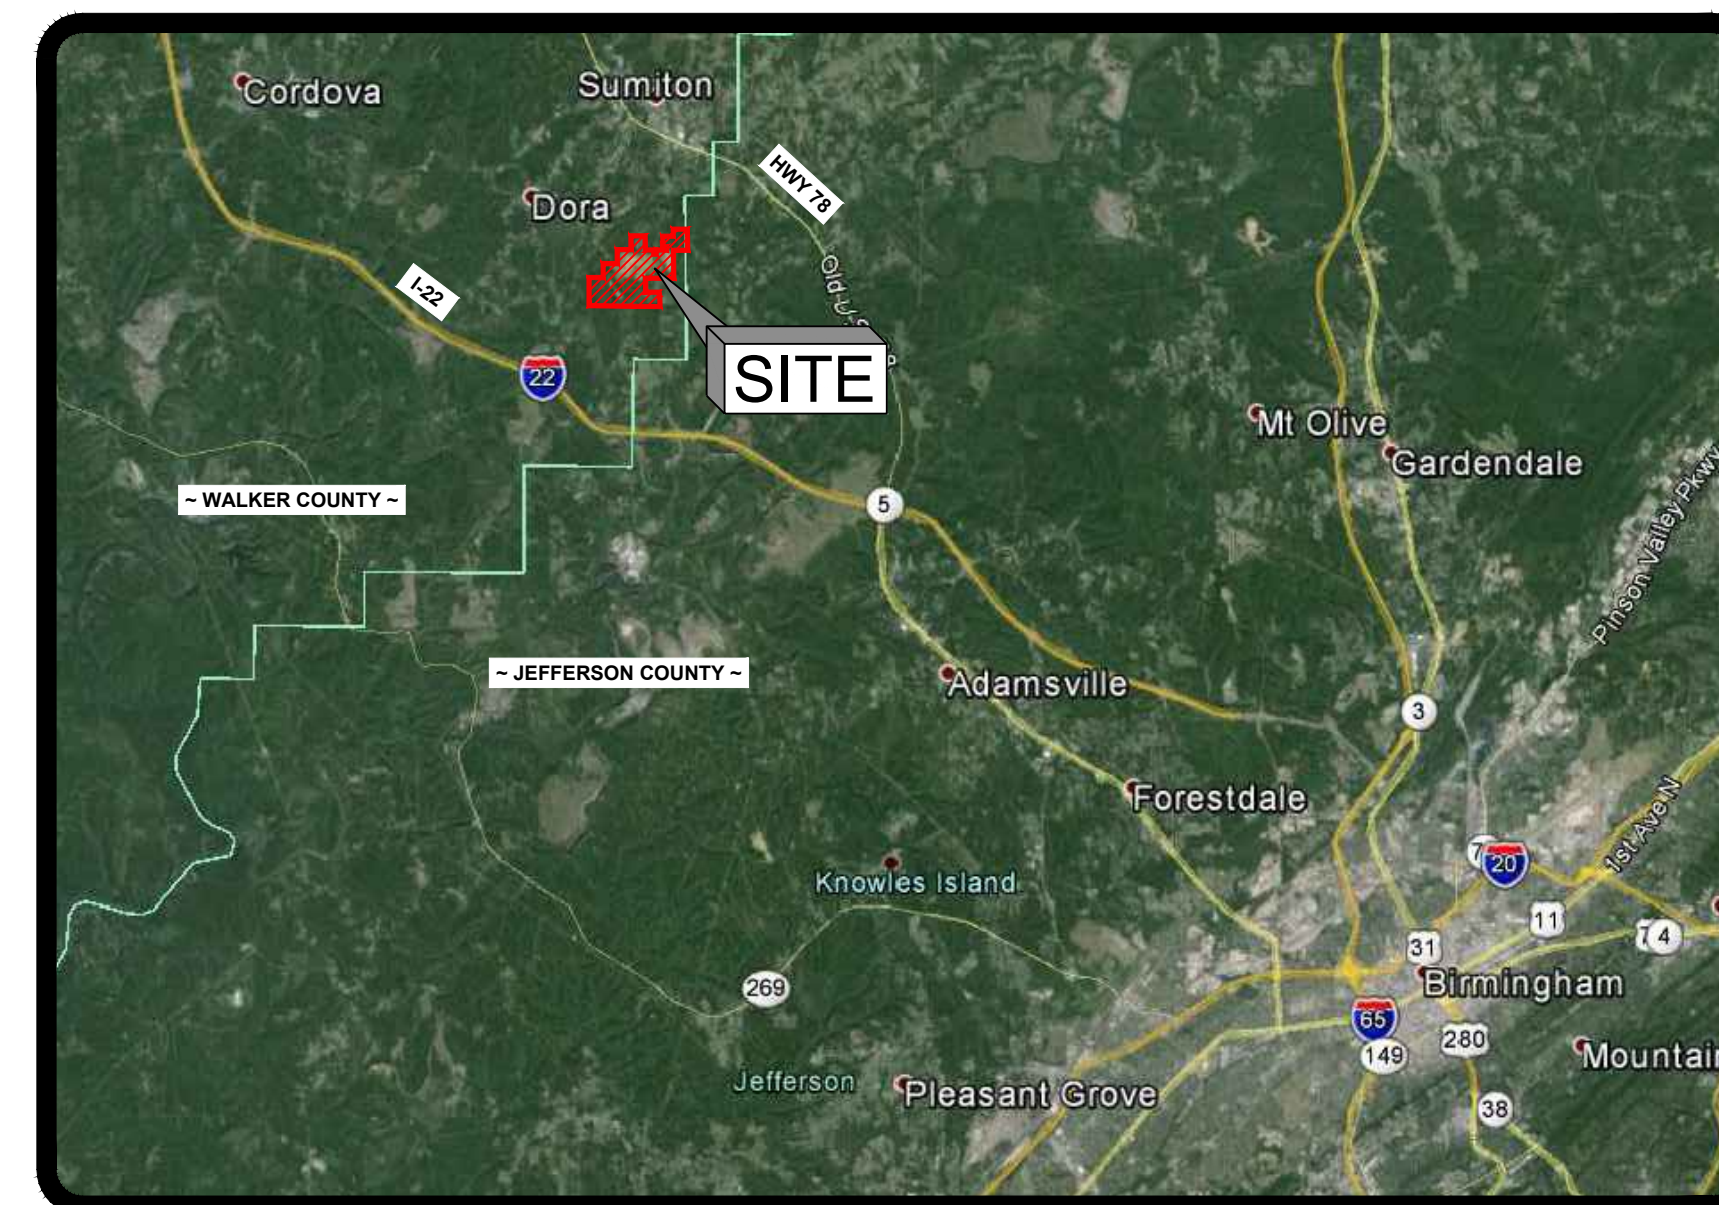 Cordova
Sumiton
HWY 78
Dora
Old U.S.
I-22
SITE
22
Mt Olive
Gardendale
~ WALKER COUNTY ~
5
Pinson Valley Pkwy
~ JEFFERSON COUNTY ~
Adamsville
3
Forestdale
1st Ave N
7
20
Knowles Island
11
31
7
4
269
Birmingham
65
280
149
Mountain
Jefferson
Pleasant Grove
38